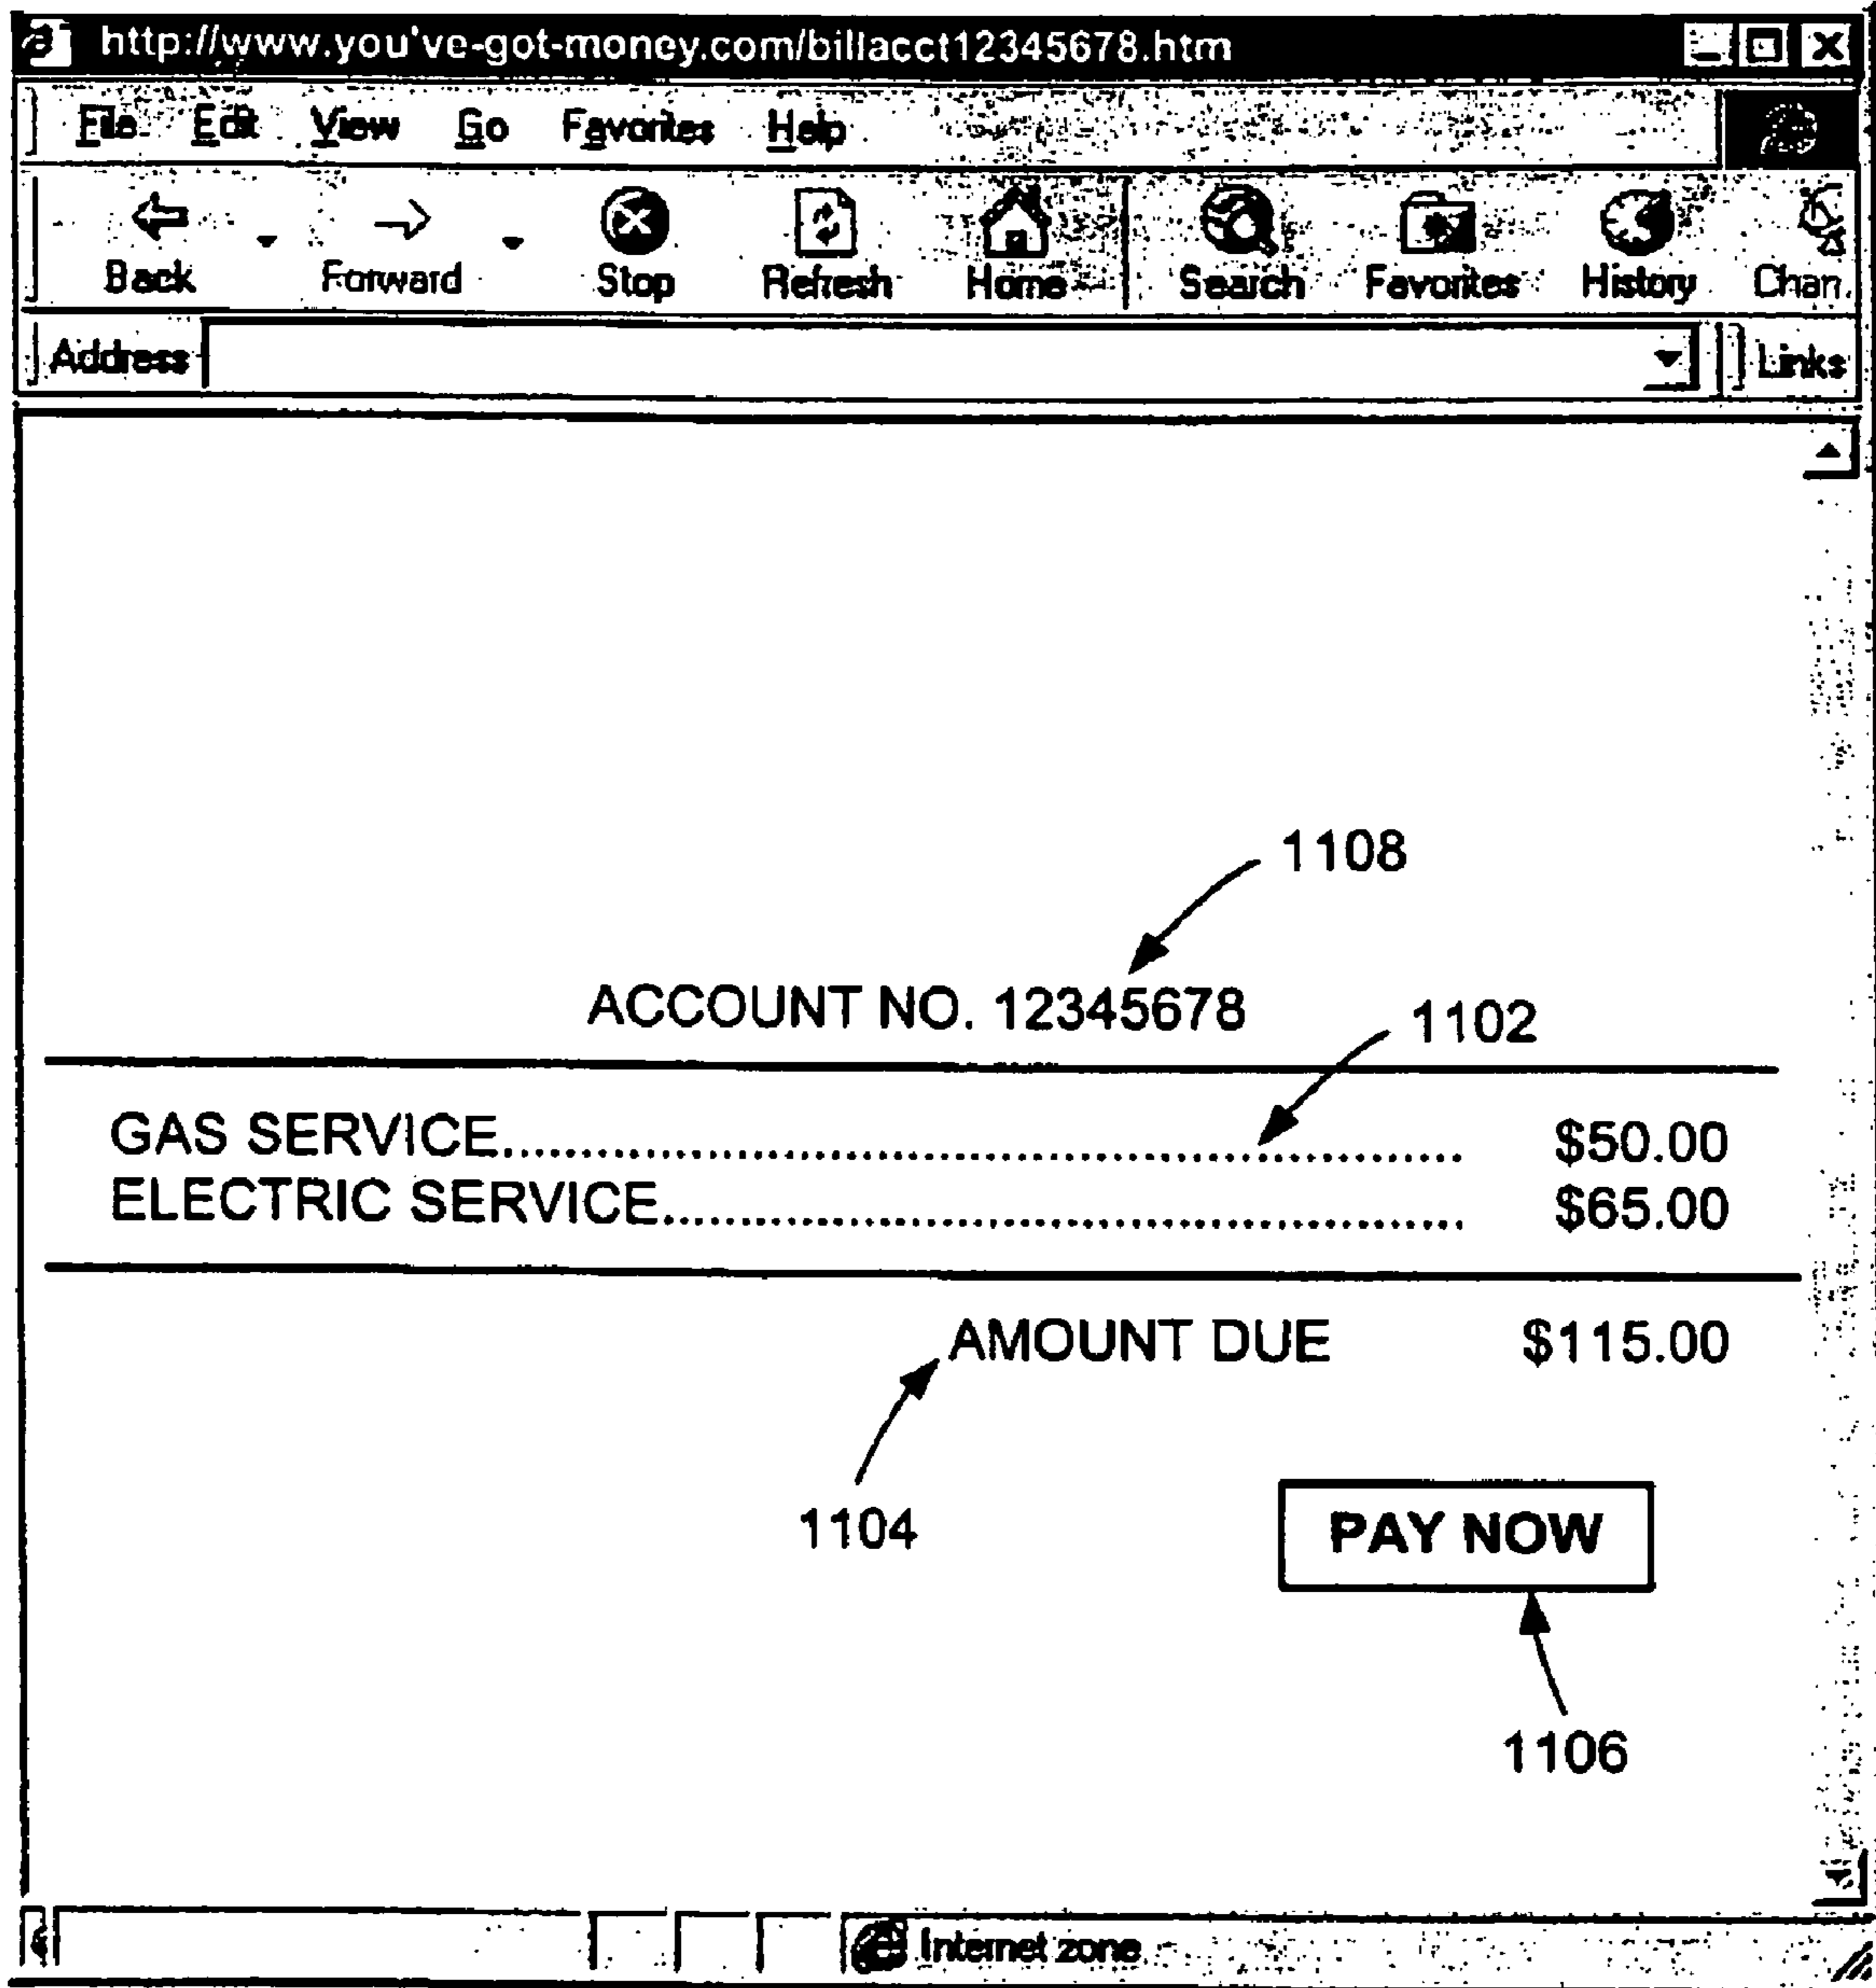 http://www.you've-got-money.com/billacct12345678.htm
File Edit View Go Favorites Help
Back Forward Stop Refresh Home Search Favorites History Chan
Address Links
1108
ACCOUNT NO. 12345678
1102
GAS SERVICE.......................................................................... $50.00
ELECTRIC SERVICE............................................................. $65.00
AMOUNT DUE $115.00
1104
PAY NOW
1106
Internet zone